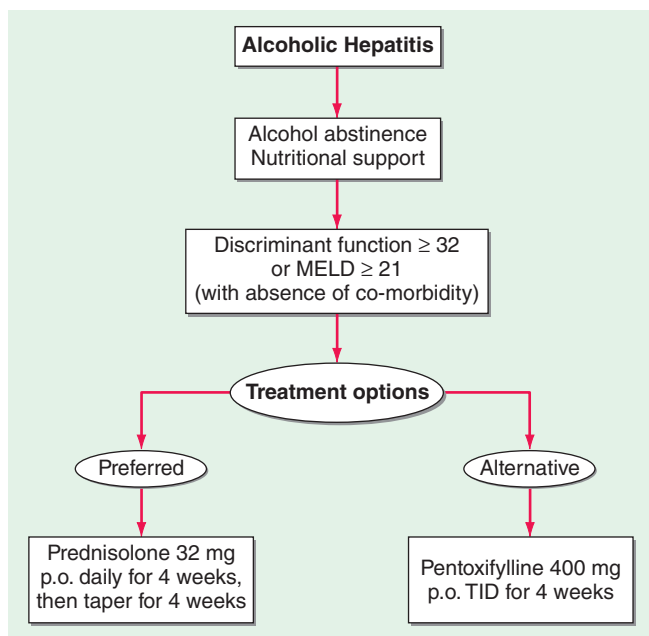 Alcoholic Hepatitis
Alcohol abstinence
Nutritional support
Discriminant function ≥ 32
or MELD ≥ 21
(with absence of co-morbidity)
Treatment options
Preferred
Alternative
Prednisolone 32 mg
p.o. daily for 4 weeks,
then taper for 4 weeks
Pentoxifylline 400 mg
p.o. TID for 4 weeks